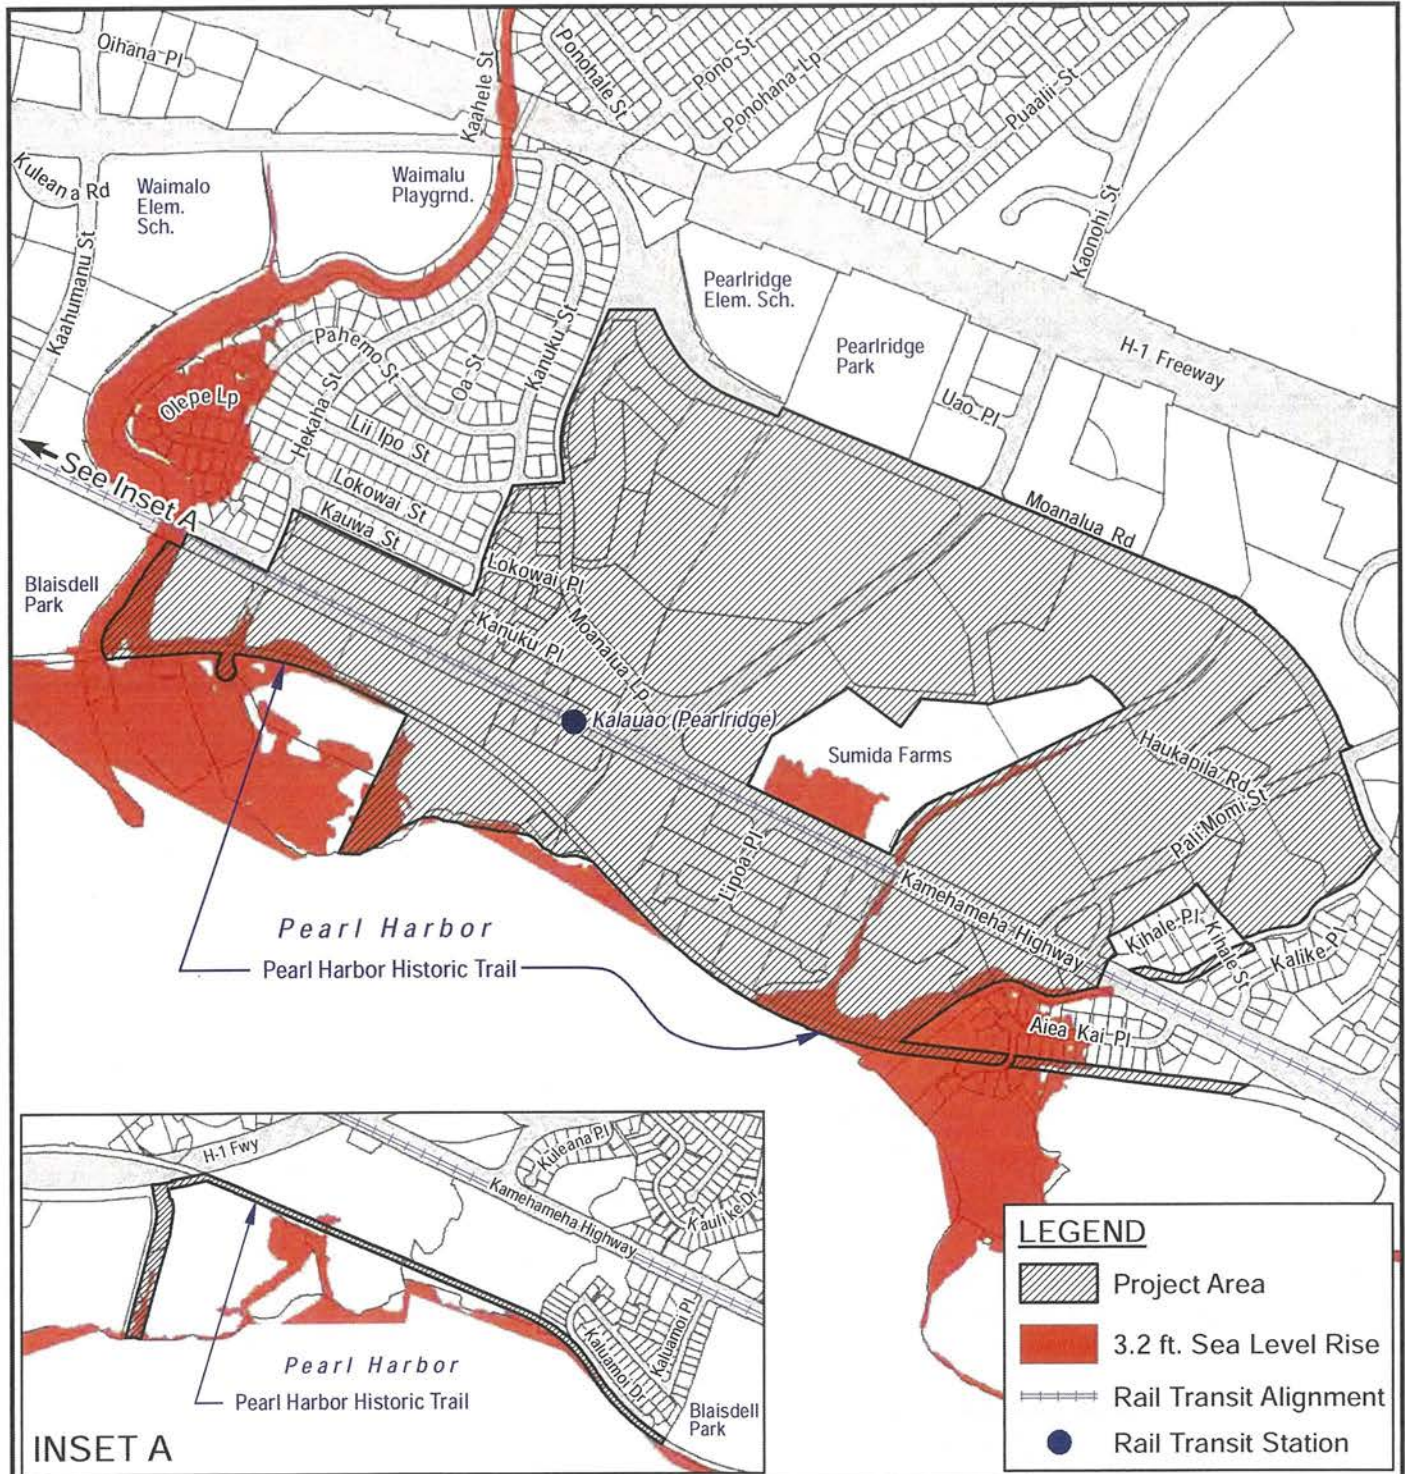 Oihana Pl
Kaahele St
Ponohale St
Pono St
Ponohana Lp
Puaalii St
Kuleana Rd
Waimalo
Elem.
Sch.
Waimalu
Playgrnd.
Kaahumanu St
Kaonohi St
Pearlridge
Elem. Sch.
Pearlridge
Park
H-1 Freeway
Uao Pl
Pahemo St
Oa St
Kanuku St
Olepe Lp
Hekaha St
Lii Ipo St
Lokowai St
Kauwa St
See Inset A
Moanalua Rd
Blaisdell
Park
Lokowai Pl
Kanuku Pl
Moanalua Lp
Kalauao (Pearlridge)
Sumida Farms
Haukapila Rd
Pali Momi St
Lipoa Pl
Kamehameha Highway
Kihale Pl
Kihale St
Kalike Pl
Pearl Harbor
Pearl Harbor Historic Trail
Aiea Kai Pl
H-1 Fwy
Kuleana Pl
Kaulike Dr
Kamehameha Highway
Kaluamoi Pl
Kaluamoi Dr
Pearl Harbor
Pearl Harbor Historic Trail
Blaisdell
Park
INSET A
LEGEND
Project Area
3.2 ft. Sea Level Rise
Rail Transit Alignment
Rail Transit Station